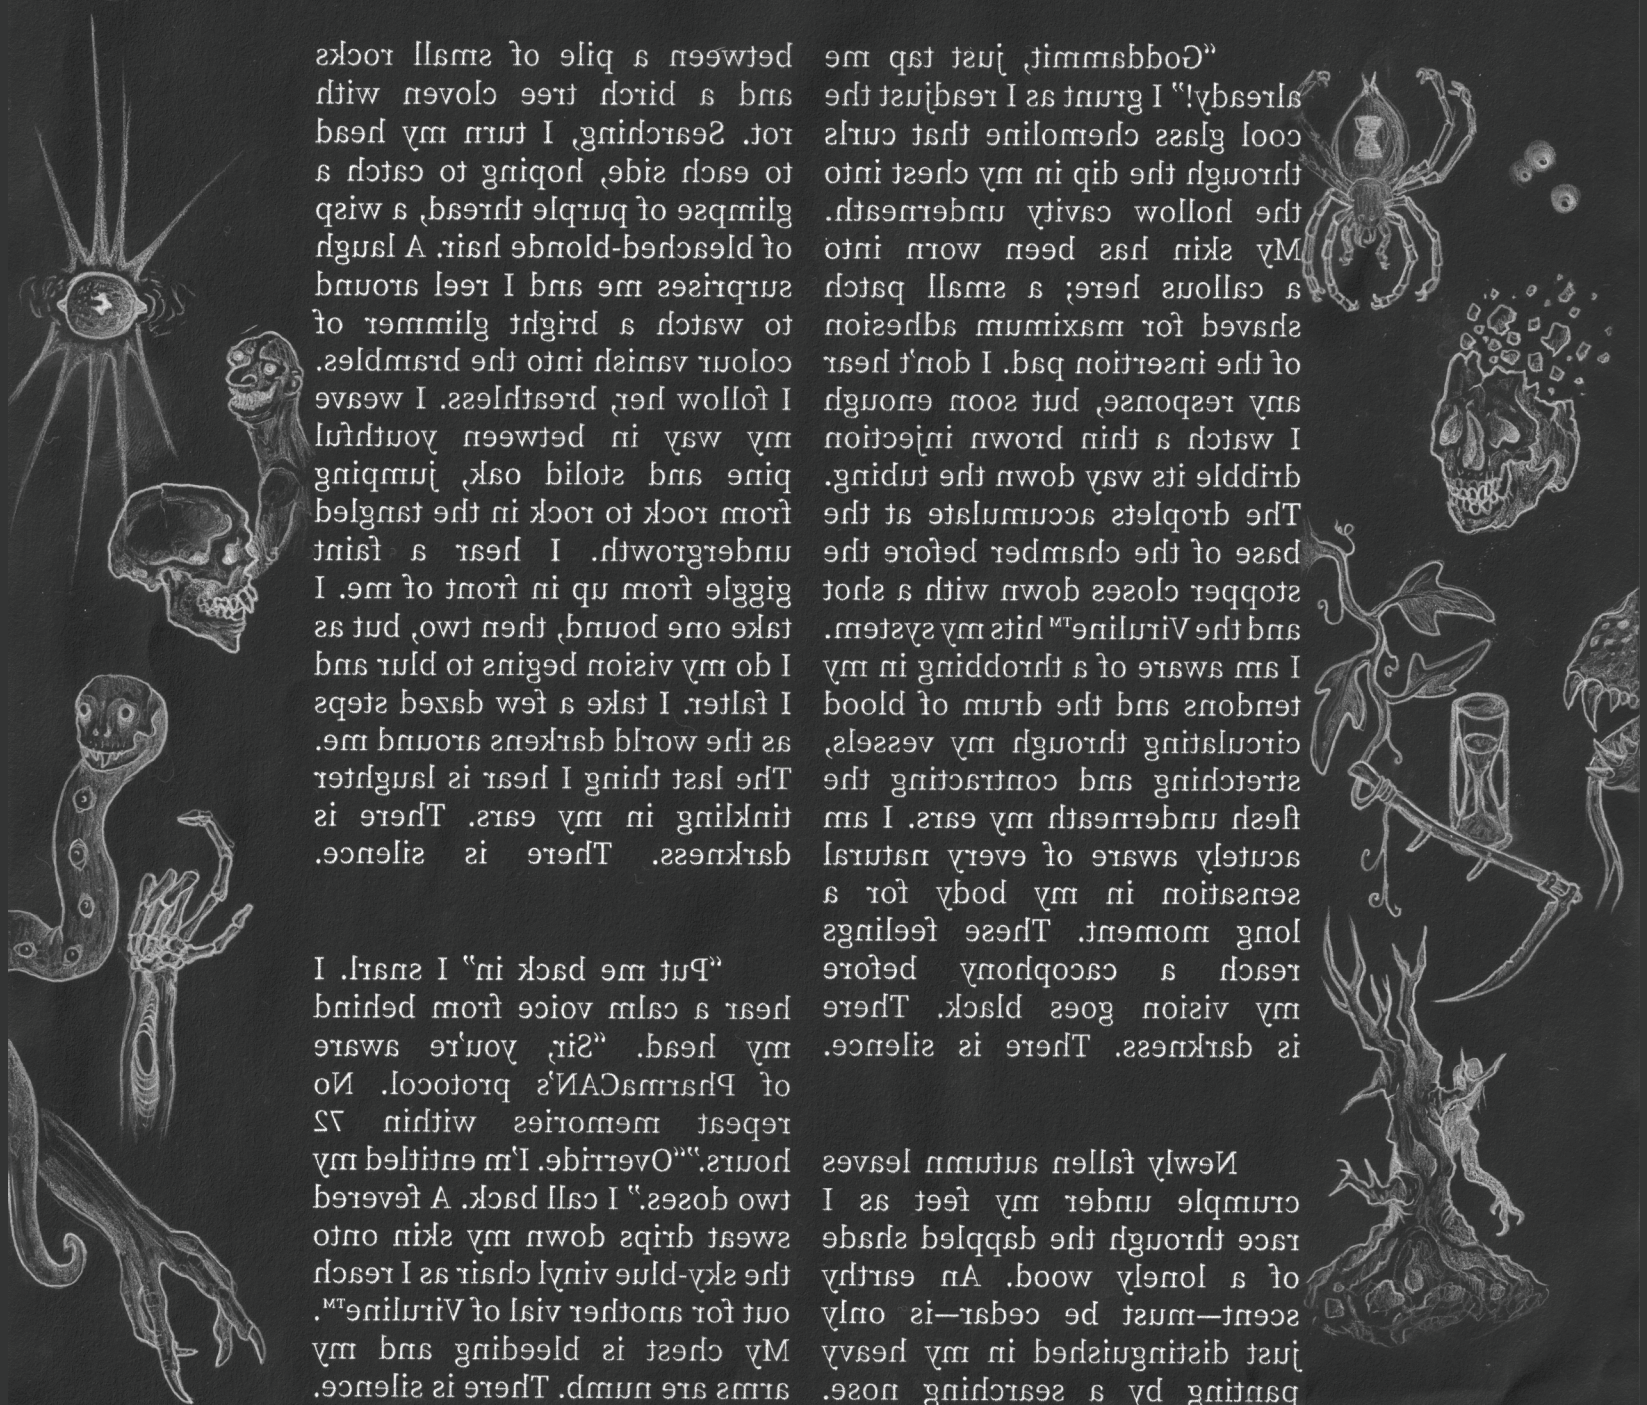 “Goddammit, just tap me
already!” I grunt as I readjust the
cool glass chemoline that curls
through the dip in my chest into
the hollow cavity underneath.
My skin has been worn into
a callous here; a small patch
shaved for maximum adhesion
of the insertion pad. I don't hear
any response, but soon enough
I watch a thin brown injection
dribble its way down the tubing.
The droplets accumulate at the
base of the chamber before the
stopper closes down with a shot
and the Viruline™ hits my system.
I am aware of a throbbing in my
tendons and the drum of blood
circulating through my vessels,
stretching and contracting the
flesh underneath my ears. I am
acutely aware of every natural
sensation in my body for a
long moment. These feelings
reach a cacophony before
my vision goes black. There
is darkness. There is silence.
Newly fallen autumn leaves
crumple under my feet as I
race through the dappled shade
of a lonely wood. An earthy
scent—must be cedar—is only
just distinguished in my heavy
panting by a searching nose.
between a pile of small rocks
and a birch tree cloven with
rot. Searching, I turn my head
to each side, hoping to catch a
glimpse of purple thread, a wisp
of bleached-blonde hair. A laugh
surprises me and I reel around
to watch a bright glimmer of
colour vanish into the brambles.
I follow her, breathless. I weave
my way in between youthful
pine and stolid oak, jumping
from rock to rock in the tangled
undergrowth. I hear a faint
giggle from up in front of me. I
take one bound, then two, but as
I do my vision begins to blur and
I falter. I take a few dazed steps
as the world darkens around me.
The last thing I hear is laughter
tinkling in my ears. There is
darkness. There is silence.
“Put me back in” I snarl. I
hear a calm voice from behind
my head. “Sir, you're aware
of PharmaCAN's protocol. No
repeat memories within 72
hours.”“Override. I'm entitled my
two doses.” I call back. A fevered
sweat drips down my skin onto
the sky-blue vinyl chair as I reach
out for another vial of Viruline™.
My chest is bleeding and my
arms are numb. There is silence.